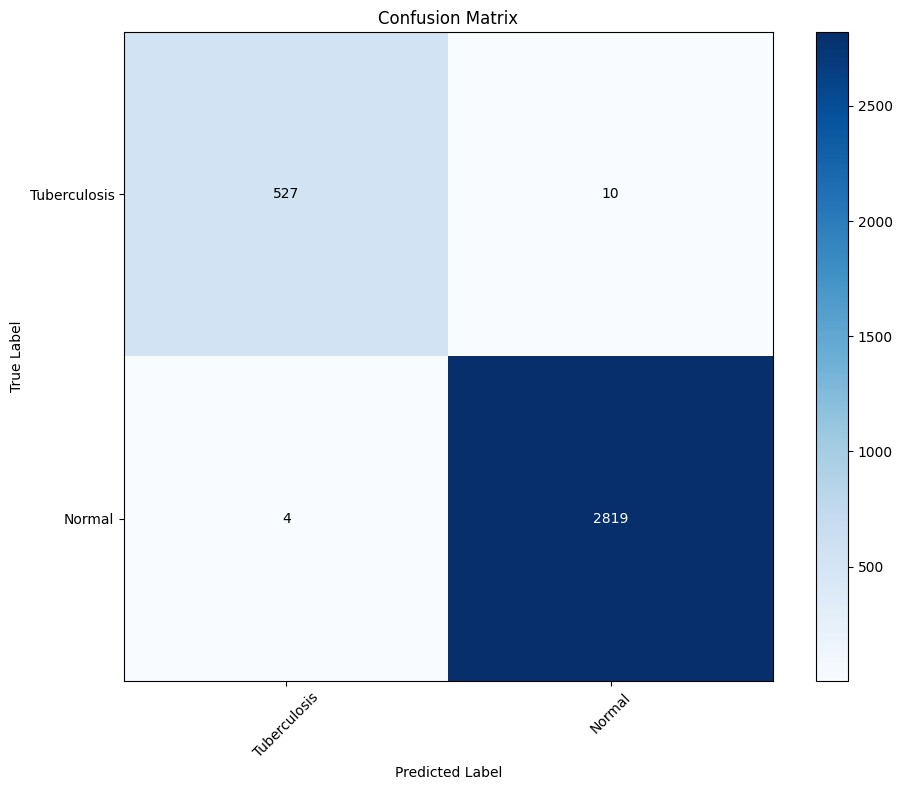 Confusion Matrix
True Label
Tuberculosis
527
10
Normal
4
2819
Tuberculosis
Normal
Predicted Label
2500
2000
1500
1000
500